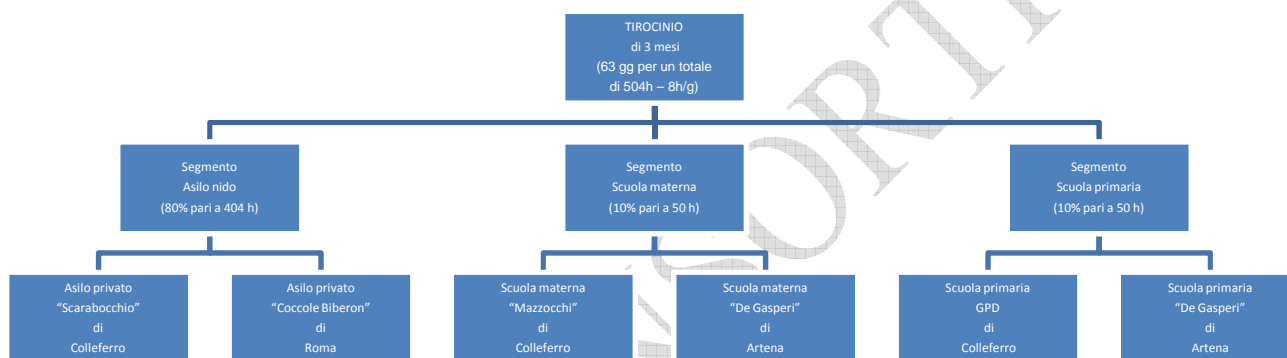 TIROCINIO
di 3 mesi
(63 gg per un totale
di 504h – 8h/g)
Segmento
Asilo nido
(80% pari a 404 h)
Segmento
Scuola materna
(10% pari a 50 h)
Segmento
Scuola primaria
(10% pari a 50 h)
Asilo privato
“Scarabocchio”
di
Colleferro
Asilo privato
“Coccole Biberon”
di
Roma
Scuola materna
“Mazzocchi”
di
Colleferro
Scuola materna
“De Gasperi”
di
Artena
Scuola primaria
GPD
di
Colleferro
Scuola primaria
“De Gasperi”
di
Artena